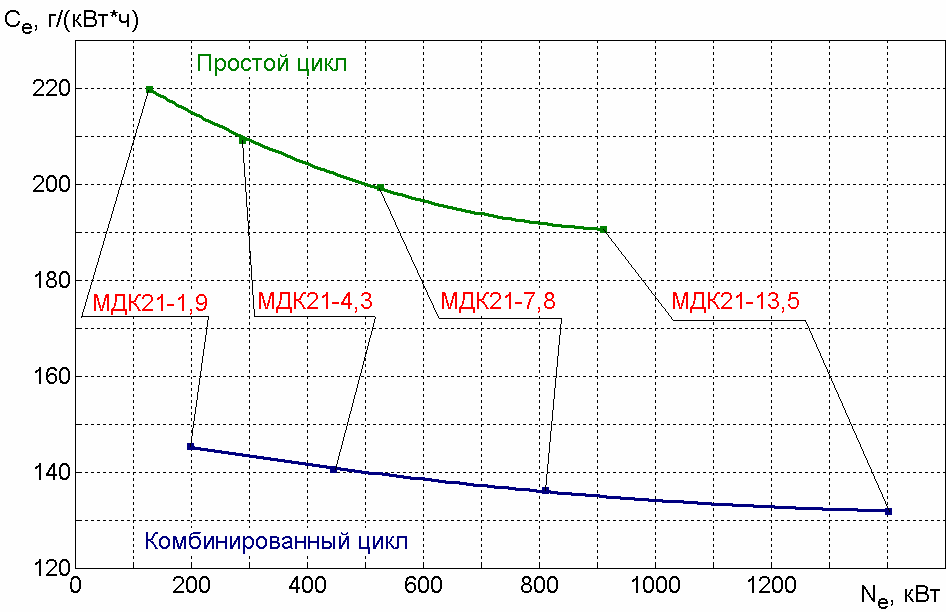 Cе, г/(кВт*ч)
Простой цикл
220
200
180
МДК21-1,9
МДК21-4,3
МДК21-7,8
МДК21-13,5
160
140
Комбинированный цикл
120
0
200
400
600
800
1000
1200
Nе, кВт